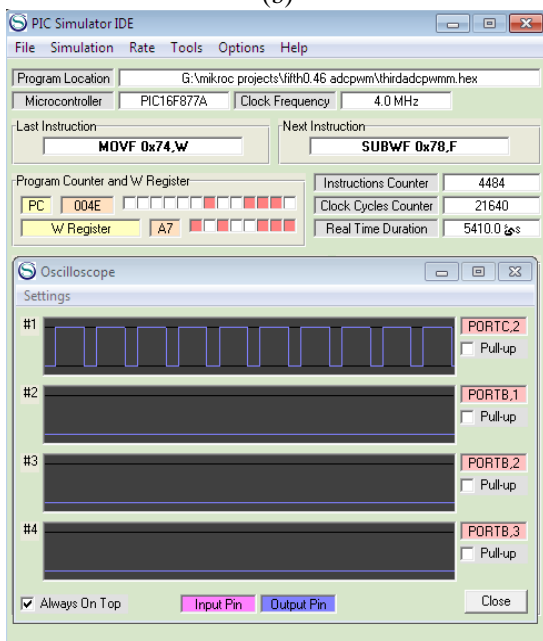 (b)
PIC Simulator IDE
File Simulation Rate Tools Options Help
Program Location G:\mikroc projects\fifth0.46 adcpwm\thirdadcpwmm.hex
Microcontroller PIC16F877A Clock Frequency 4.0 MHz
Last Instruction Next Instruction
MOVF 0x74,W SUBWF 0x78,F
Program Counter and W Register Instructions Counter 4484
PC 004E Clock Cycles Counter 21640
W Register A7 Real Time Duration 5410.0 غs
Oscilloscope
Settings
#1 PORTC,2
Pull-up
#2 PORTB,1
Pull-up
#3 PORTB,2
Pull-up
#4 PORTB,3
Pull-up
Always On Top Input Pin Output Pin Close